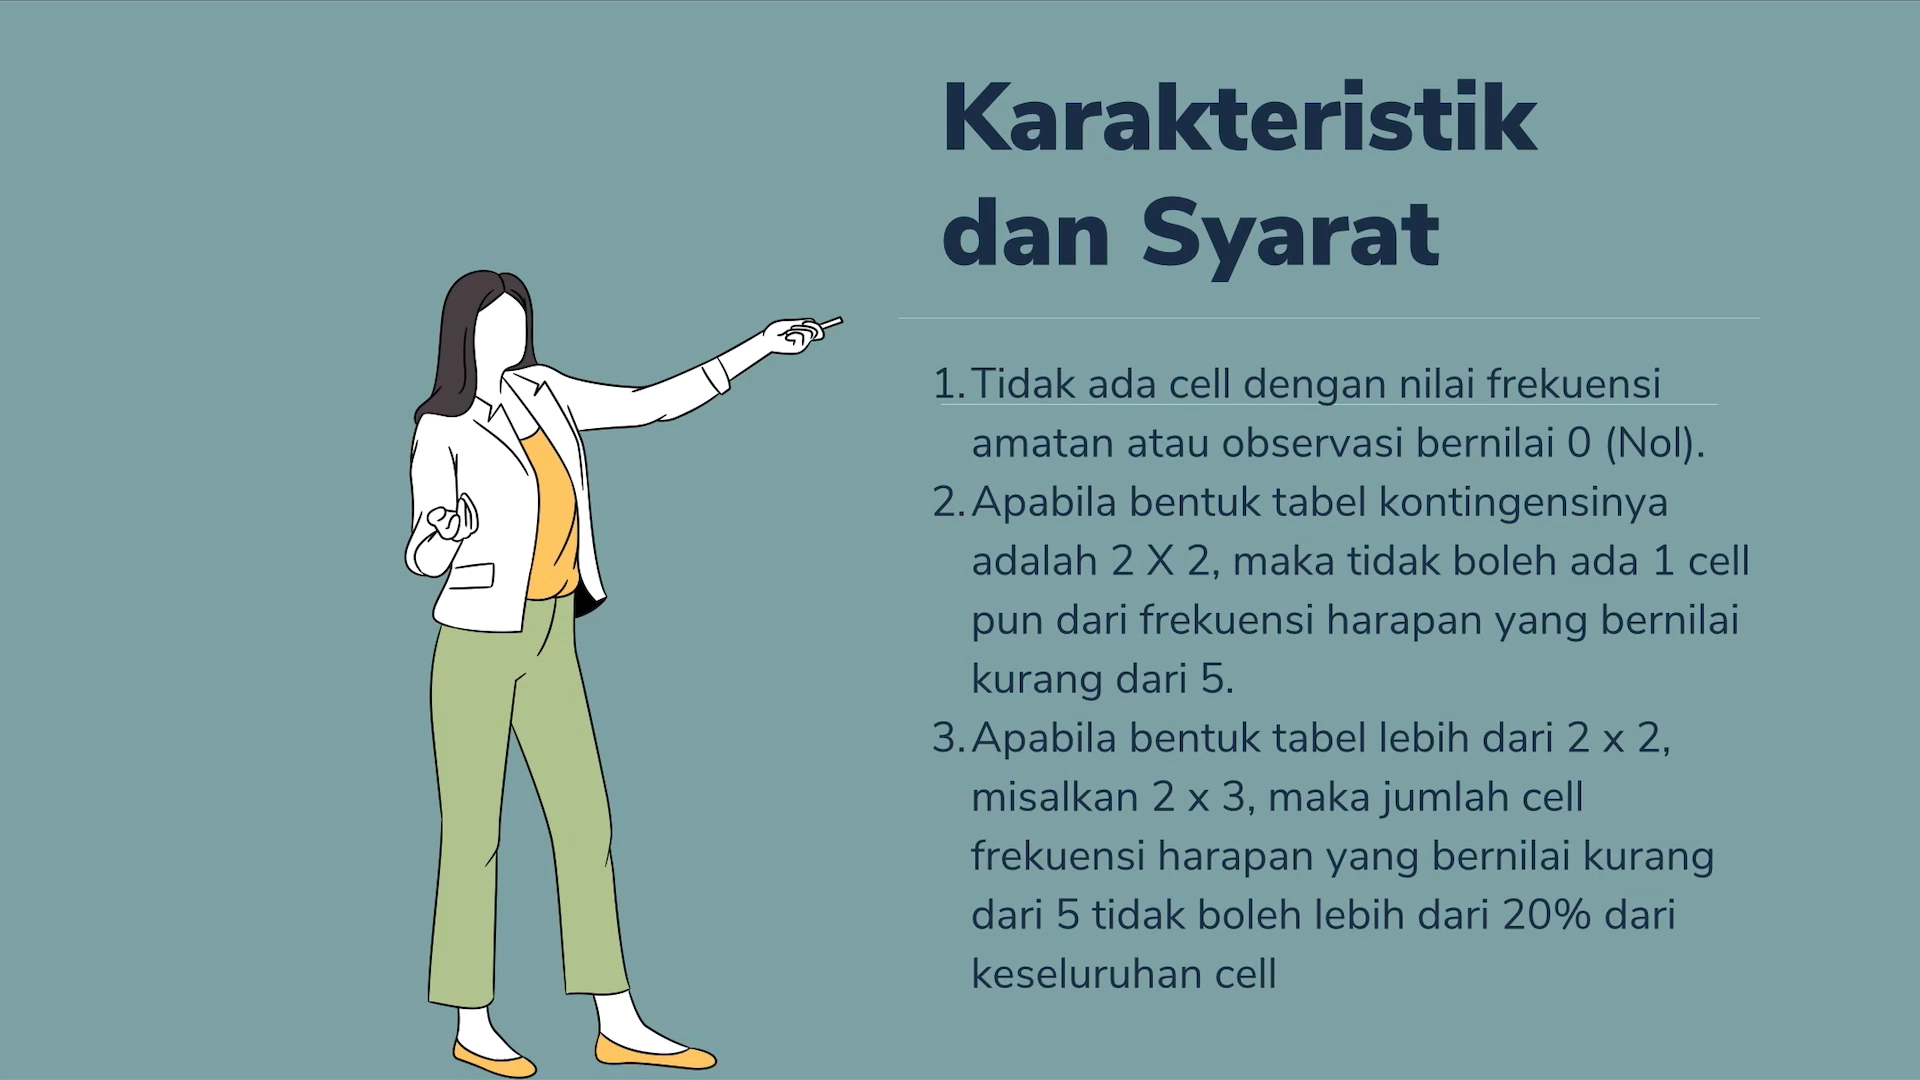 Karakteristik
dan Syarat
1. Tidak ada cell dengan nilai frekuensi
amatan atau observasi bernilai 0 (Nol).
2. Apabila bentuk tabel kontingensinya
adalah 2 X 2, maka tidak boleh ada 1 cell
pun dari frekuensi harapan yang bernilai
kurang dari 5.
3. Apabila bentuk tabel lebih dari 2 x 2,
misalkan 2 x 3, maka jumlah cell
frekuensi harapan yang bernilai kurang
dari 5 tidak boleh lebih dari 20% dari
keseluruhan cell